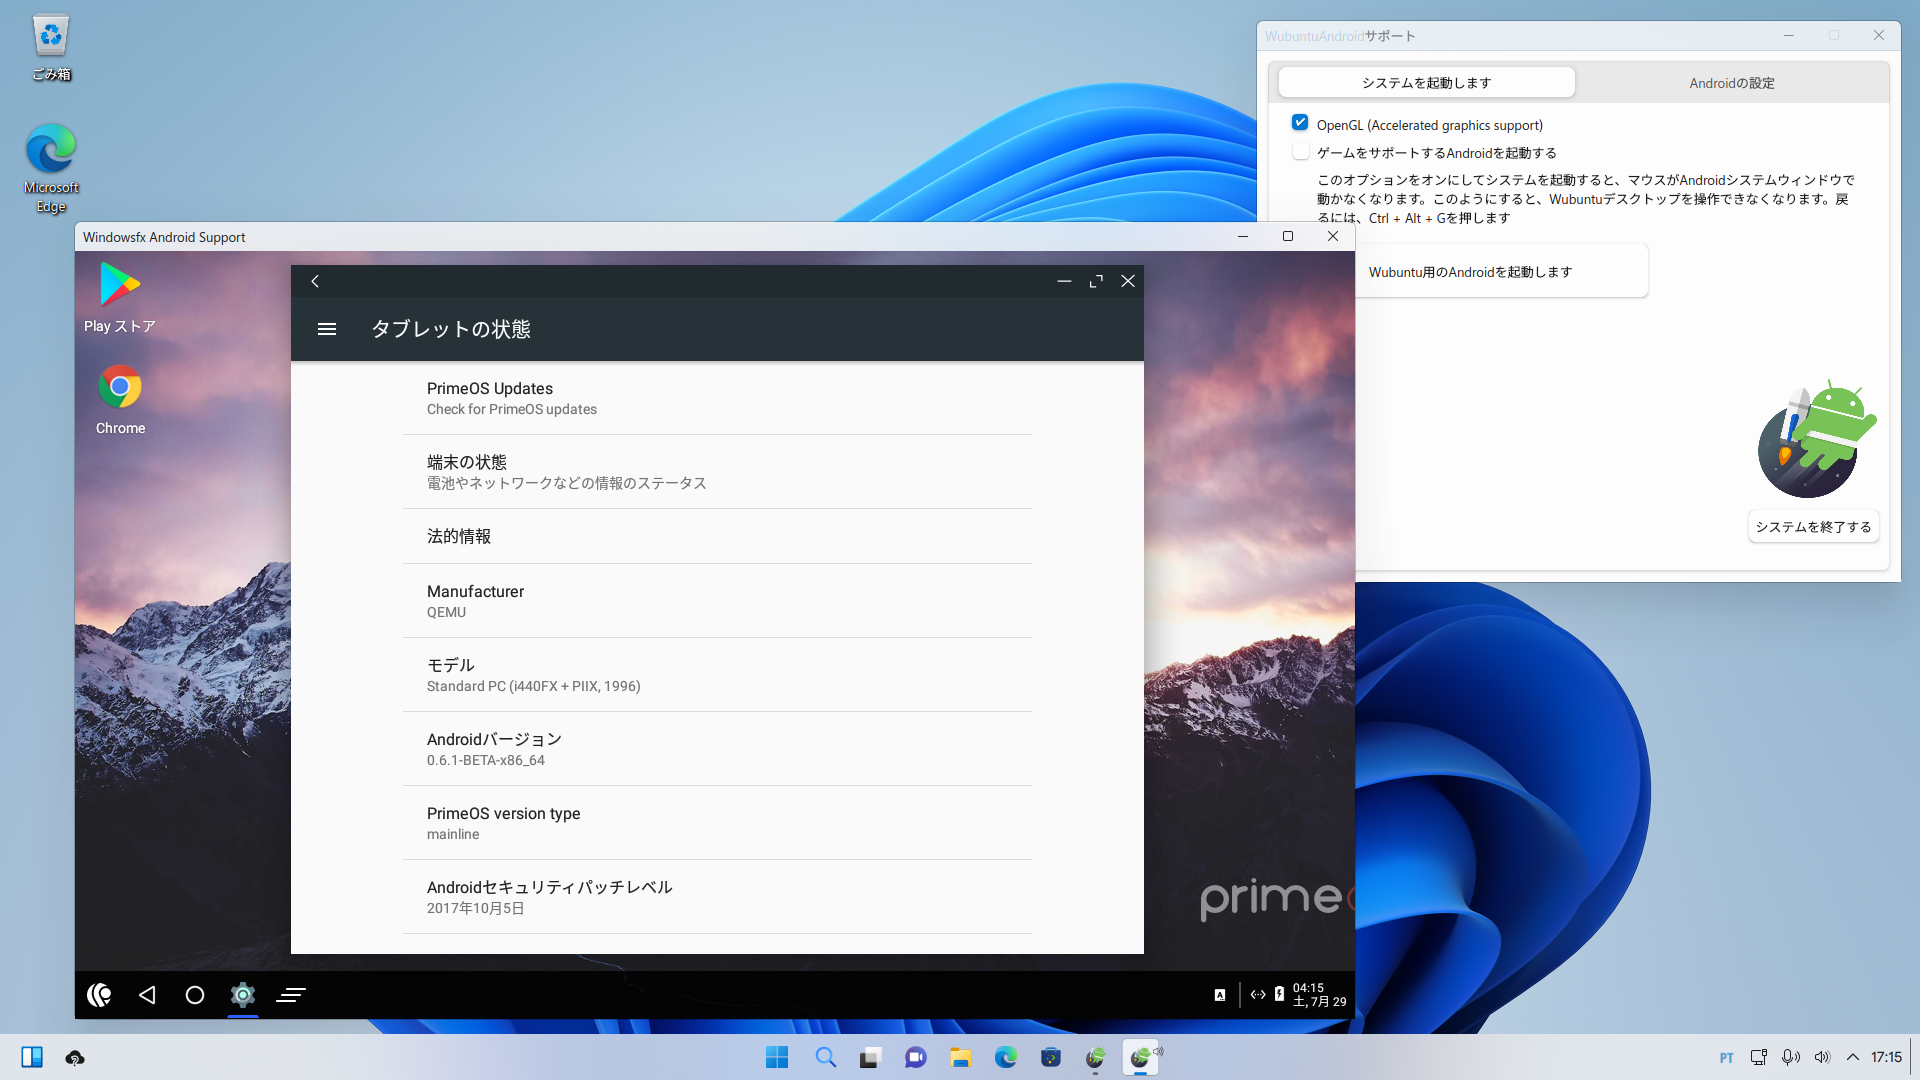 ごみ箱
Microsoft
Edge
WubuntuAndroidサポート
システムを起動します
Androidの設定
OpenGL (Accelerated graphics support)
ゲームをサポートするAndroidを起動する
このオプションをオンにしてシステムを起動すると、マウスがAndroidシステムウィンドウで
動かなくなります。このようにすると、Wubuntuデスクトップを操作できなくなります。戻
るには、Ctrl + Alt + Gを押します
Wubuntu用のAndroidを起動します
システムを終了する
Windowsfx Android Support
Play ストア
Chrome
タブレットの状態
PrimeOS Updates
Check for PrimeOS updates
端末の状態
電池やネットワークなどの情報のステータス
法的情報
Manufacturer
QEMU
モデル
Standard PC (i440FX + PIIX, 1996)
Androidバージョン
0.6.1-BETA-x86_64
PrimeOS version type
mainline
Androidセキュリティパッチレベル
2017年10月5日
prime
A
04:15
土, 7月 29
PT
17:15